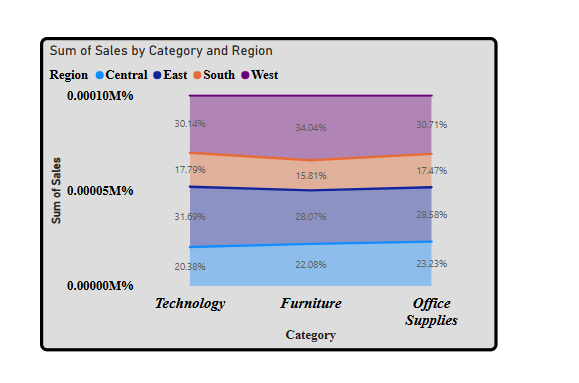 Sum of Sales by Category and Region
Region Central East South West
0.00010M%
0.00005M%
0.00000M%
Sum of Sales
30.14%
34.04%
30.71%
17.79%
15.81%
17.47%
31.69%
28.07%
28.58%
20.38%
22.08%
23.23%
Technology
Furniture
Office
Supplies
Category